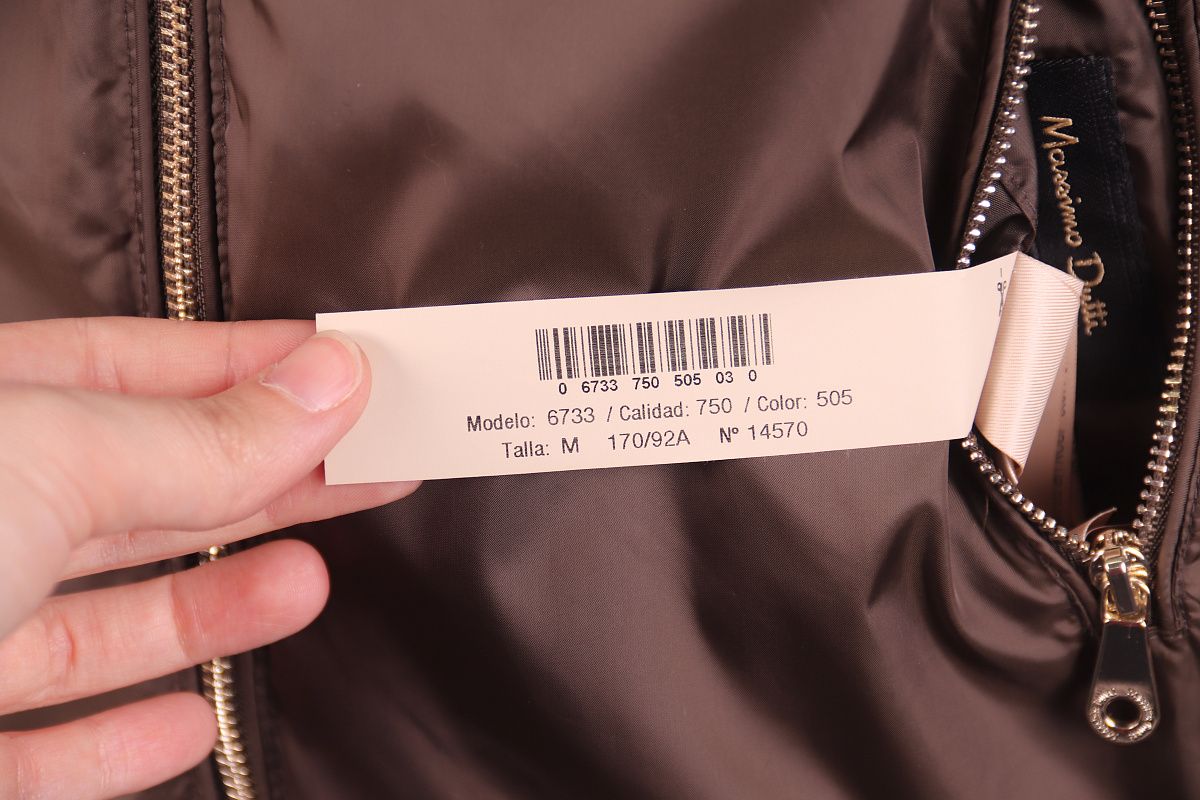 Massimo Dutti
0 6733 750 505 03 0
Modelo: 6733 / Calidad: 750 / Color: 505
Talla: M 170/92A Nº 14570